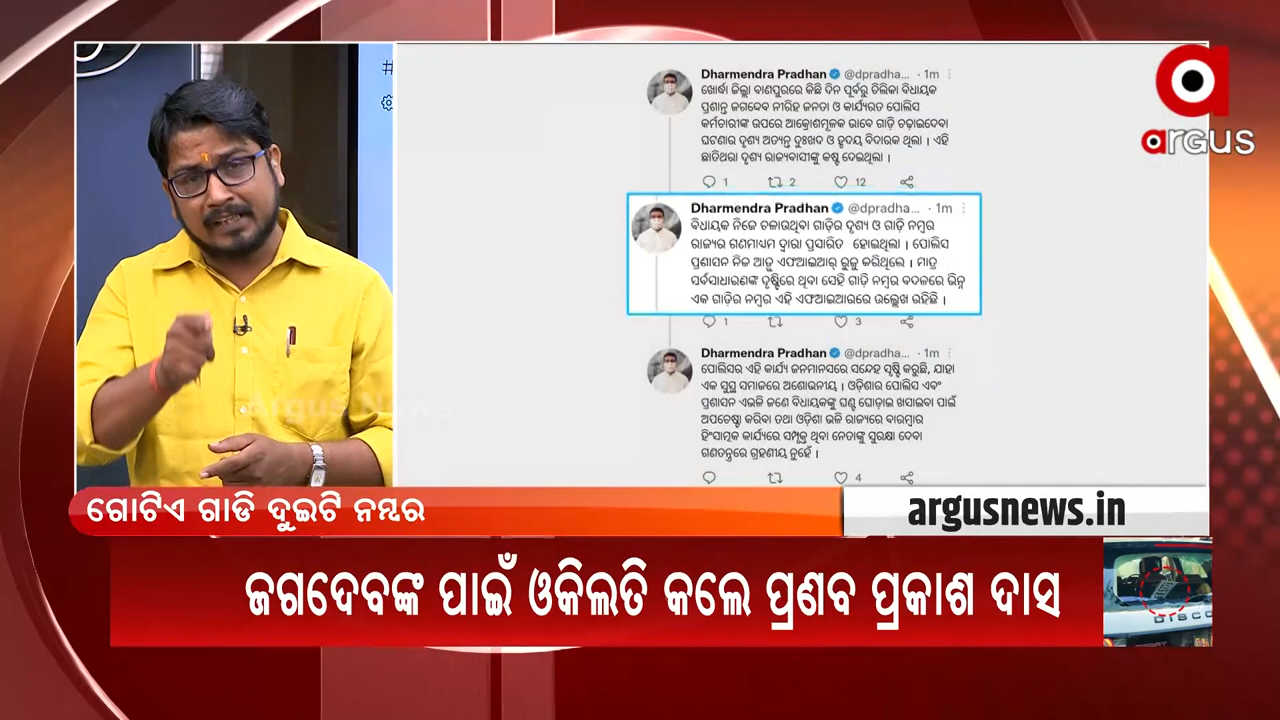 #
Dharmendra Pradhan @dpradha... · 1m
ଖୋର୍ଦ୍ଧା ଜିଲ୍ଲା ବାଣପୁରରେ କିଛି ଦିନ ପୂର୍ବରୁ ଚିଲିକା ବିଧାୟକ
ପ୍ରଶାନ୍ତ ଜଗଦ୍ଦେବ ନୀରିହ ଜନତା ଓ କାର୍ଯ୍ୟରତ ପୋଲିସ
କର୍ମଚାରୀଙ୍କ ଉପରେ ଆକ୍ରୋଶମୂଳକ ଭାବେ ଗାଡ଼ି ଚଢ଼ାଇଦେବା
ଘଟଣାର ଦୃଶ୍ୟ ଅତ୍ୟନ୍ତ ଦୁଃଖଦ ଓ ହୃଦୟ ବିଦାରକ ଥିଲା । ଏହି
ଛାତିଥରା ଦୃଶ୍ୟ ରାଜ୍ୟବାସୀଙ୍କୁ କଷ୍ଟ ଦେଇଥିଲା ।
1 2 12
Dharmendra Pradhan @dpradha... · 1m
ବିଧାୟକ ନିଜେ ଚଳାଉଥିବା ଗାଡ଼ିର ଦୃଶ୍ୟ ଓ ଗାଡ଼ି ନମ୍ବର
ରାଜ୍ୟର ଗଣମାଧ୍ୟମ ଦ୍ୱାରା ପ୍ରସାରିତ ହୋଇଥିଲା । ପୋଲିସ
ପ୍ରଶାସନ ନିଜ ଆଡ଼ୁ ଏଫଆଇଆର୍ ରୁଜୁ କରିଥିଲେ । ମାତ୍ର
ସର୍ବସାଧାରଣଙ୍କ ଦୃଷ୍ଟିରେ ଥିବା ସେହି ଗାଡ଼ି ନମ୍ବର ବଦଳରେ ଭିନ୍ନ
ଏକ ଗାଡ଼ିର ନମ୍ବର ଏହି ଏଫଆଇଆରରେ ଉଲ୍ଲେଖ ରହିଛି ।
1 3
Dharmendra Pradhan @dpradha... · 1m
ପୋଲିସର ଏହି କାର୍ଯ୍ୟ ଜନମାନସରେ ସନ୍ଦେହ ସୃଷ୍ଟି କରୁଛି, ଯାହା
ଏକ ସୁସ୍ଥ ସମାଜରେ ଅଶୋଭନୀୟ । ଓଡ଼ିଶାର ପୋଲିସ ଏବଂ
ପ୍ରଶାସନ ଏଭଳି ଜଣେ ବିଧାୟକଙ୍କୁ ଘଣ୍ଟ ଘୋଡ଼ାଇ ଖସାଇବା ପାଇଁ
ଅପଚେଷ୍ଟା କରିବା ତଥା ଓଡ଼ିଶା ଭଳି ରାଜ୍ୟରେ ବାରମ୍ବାର
ହିଂସାତ୍ମକ କାର୍ଯ୍ୟରେ ସମ୍ପୃକ୍ତ ଥିବା ନେତାଙ୍କୁ ସୁରକ୍ଷା ଦେବା
ଗଣତନ୍ତ୍ରରେ ଗ୍ରହଣୀୟ ନୁହେଁ ।
4
argus
Argus News
ଗୋଟିଏ ଗାଡି ଦୁଇଟି ନମ୍ବର
argusnews.in
ଜଗଦେବଙ୍କ ପାଇଁ ଓକିଲତି କଲେ ପ୍ରଣବ ପ୍ରକାଶ ଦାସ
DISCO